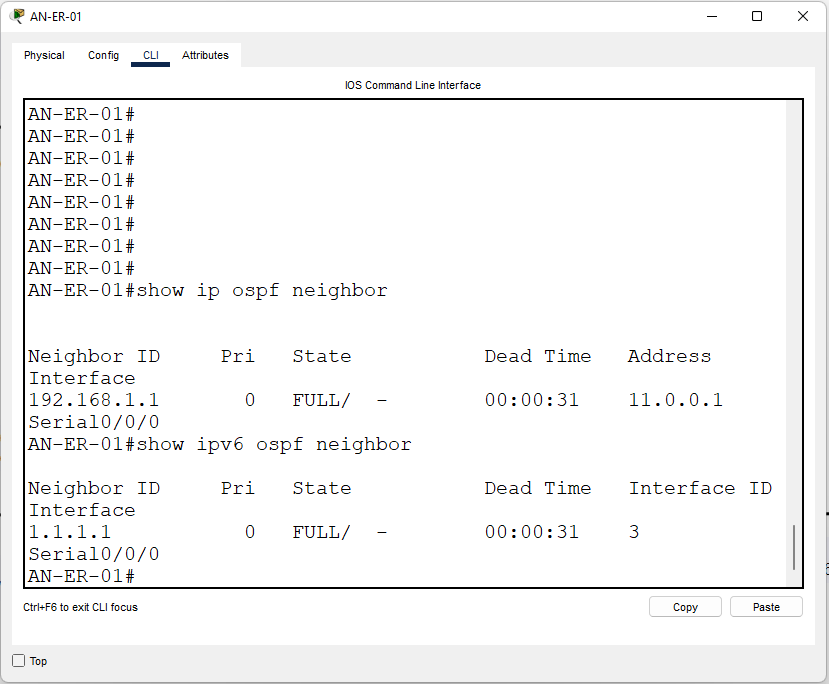 AN-ER-01
Physical Config CLI Attributes
IOS Command Line Interface
AN-ER-01#
AN-ER-01#
AN-ER-01#
AN-ER-01#
AN-ER-01#
AN-ER-01#
AN-ER-01#
AN-ER-01#
AN-ER-01#show ip ospf neighbor
Neighbor ID     Pri   State           Dead Time   Address
Interface
192.168.1.1       0   FULL/  -        00:00:31    11.0.0.1
Serial0/0/0
AN-ER-01#show ipv6 ospf neighbor
Neighbor ID     Pri   State           Dead Time   Interface ID
Interface
1.1.1.1           0   FULL/  -        00:00:31    3
Serial0/0/0
AN-ER-01#
Ctrl+F6 to exit CLI focus
Copy Paste
Top